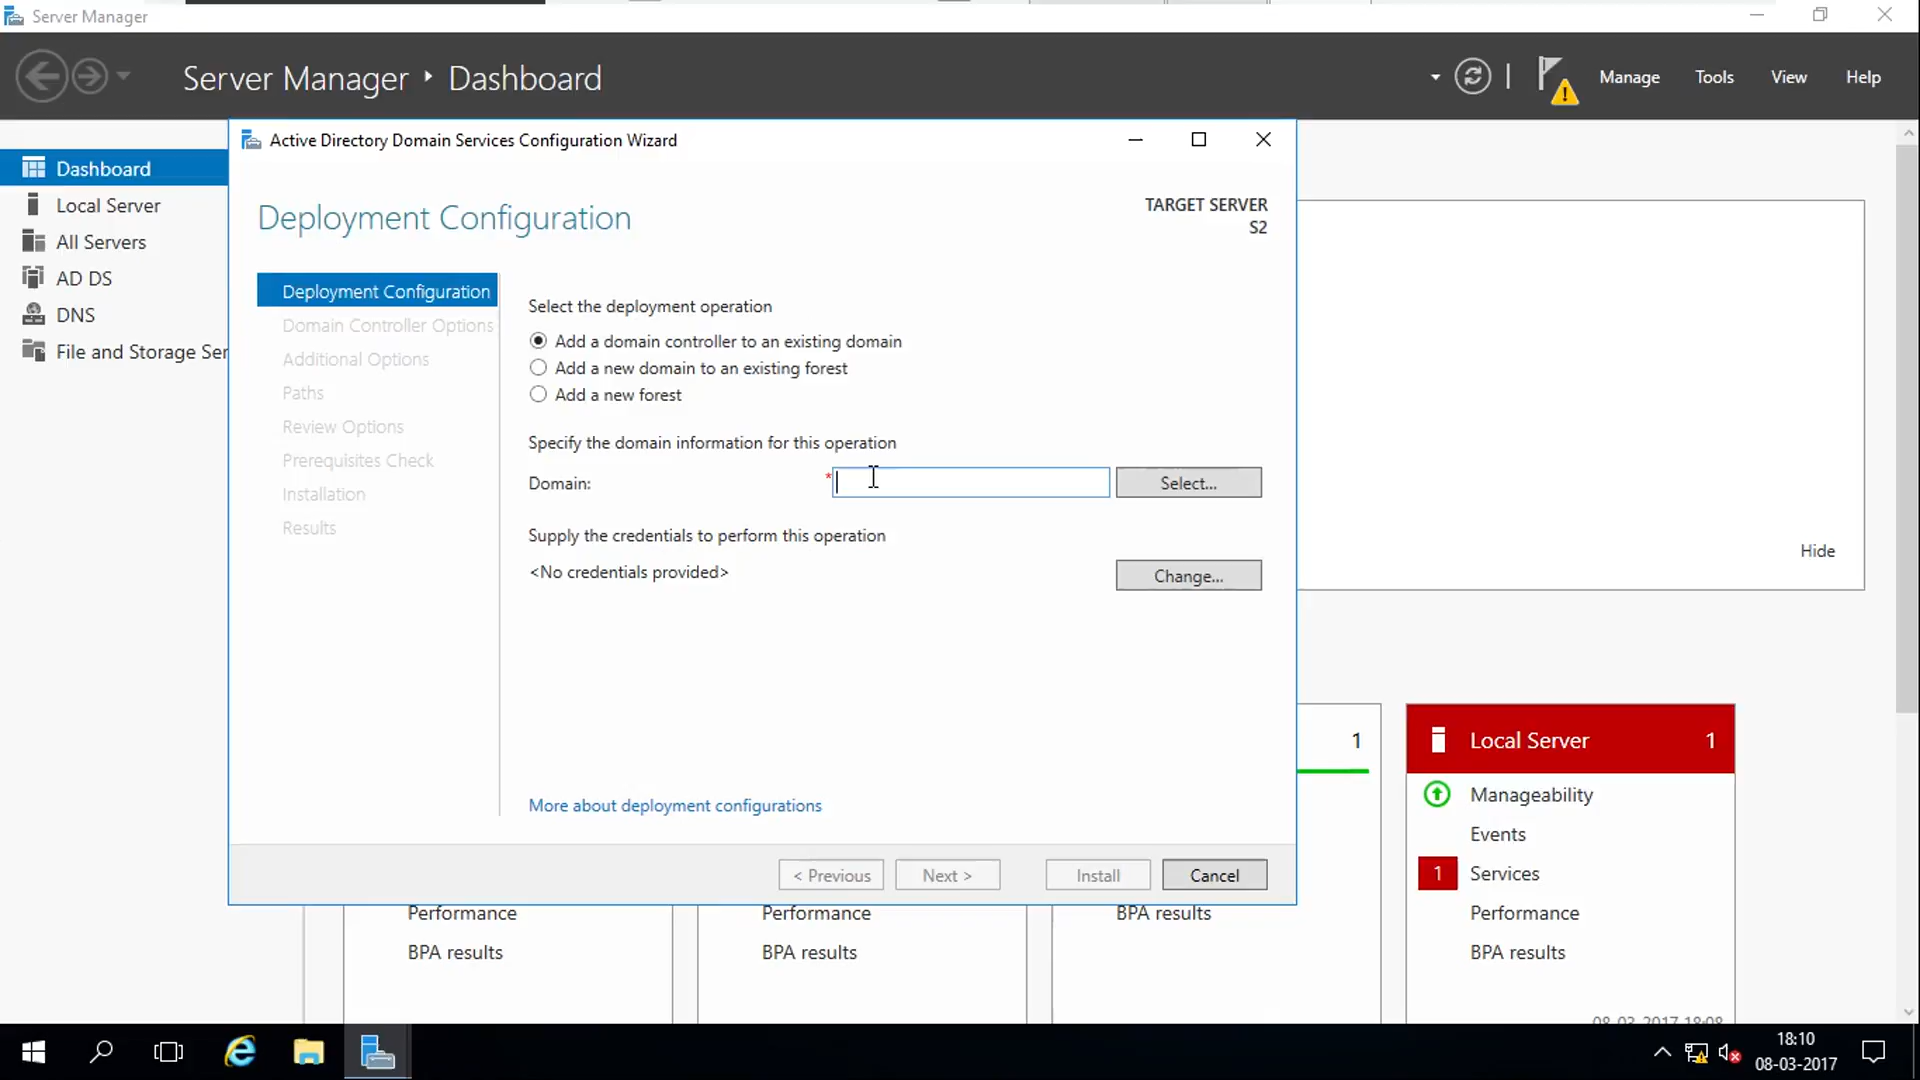 Server Manager
Server Manager ‣ Dashboard
Manage
Tools
View
Help
Dashboard
Local Server
All Servers
AD DS
DNS
File and Storage Ser
Active Directory Domain Services Configuration Wizard
Deployment Configuration
TARGET SERVER
S2
Deployment Configuration
Domain Controller Options
Additional Options
Paths
Review Options
Prerequisites Check
Installation
Results
Select the deployment operation
Add a domain controller to an existing domain
Add a new domain to an existing forest
Add a new forest
Specify the domain information for this operation
Domain:
*
Select...
Supply the credentials to perform this operation
<No credentials provided>
Change...
More about deployment configurations
< Previous
Next >
Install
Cancel
Hide
1
Local Server 1
Manageability
Events
1 Services
Performance
BPA results
Performance
BPA results
Performance
BPA results
BPA results
08-03-2017 18:08
18:10
08-03-2017